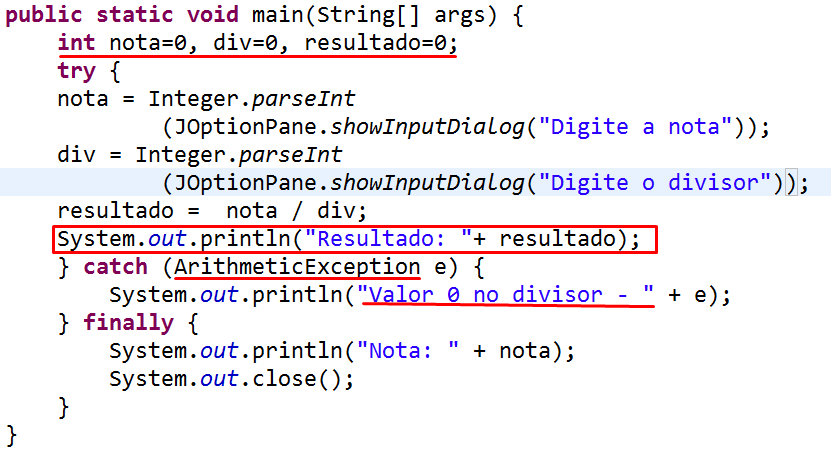 public static void main(String[] args) {
int nota=0, div=0, resultado=0;
try {
nota = Integer.parseInt
(JOptionPane.showInputDialog("Digite a nota"));
div = Integer.parseInt
(JOptionPane.showInputDialog("Digite o divisor"));
resultado =  nota / div;
System.out.println("Resultado: "+ resultado);
} catch (ArithmeticException e) {
System.out.println("Valor 0 no divisor - " + e);
} finally {
System.out.println("Nota: " + nota);
System.out.close();
}
}